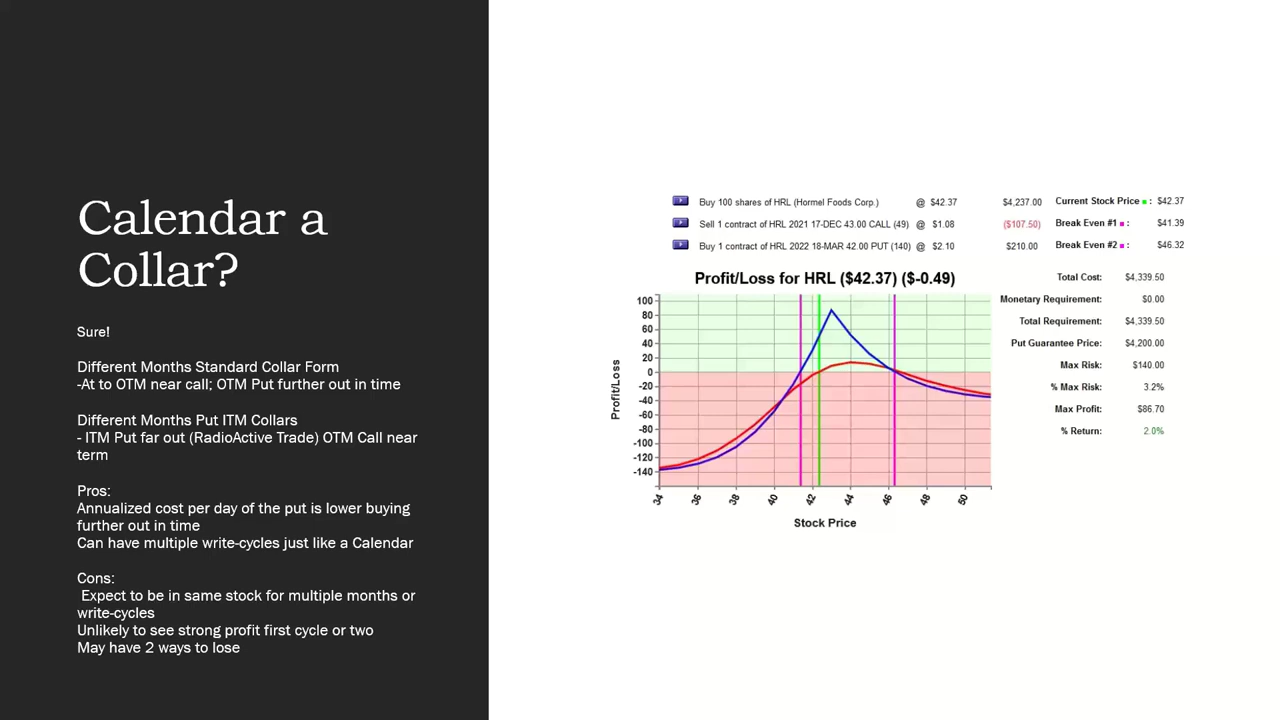 Calendar a
Collar?
Sure!
Different Months Standard Collar Form
-At to OTM near call; OTM Put further out in time
Different Months Put ITM Collars
- ITM Put far out (RadioActive Trade) OTM Call near
term
Pros:
Annualized cost per day of the put is lower buying
further out in time
Can have multiple write-cycles just like a Calendar
Cons:
Expect to be in same stock for multiple months or
write-cycles
Unlikely to see strong profit first cycle or two
May have 2 ways to lose
Buy 100 shares of HRL (Hormel Foods Corp.) @ $42.37 $4,237.00
Sell 1 contract of HRL 2021 17-DEC 43.00 CALL (49) @ $1.08 ($107.50)
Buy 1 contract of HRL 2022 18-MAR 42.00 PUT (140) @ $2.10 $210.00
Current Stock Price : $42.37
Break Even #1 : $41.39
Break Even #2 : $46.32
Profit/Loss for HRL ($42.37) ($-0.49)
100
80
60
40
20
0
-20
-40
-60
-80
-100
-120
-140
Profit/Loss
34 36 38 40 42 44 46 48 50
Stock Price
Total Cost: $4,339.50
Monetary Requirement: $0.00
Total Requirement: $4,339.50
Put Guarantee Price: $4,200.00
Max Risk: $140.00
% Max Risk: 3.2%
Max Profit: $86.70
% Return: 2.0%